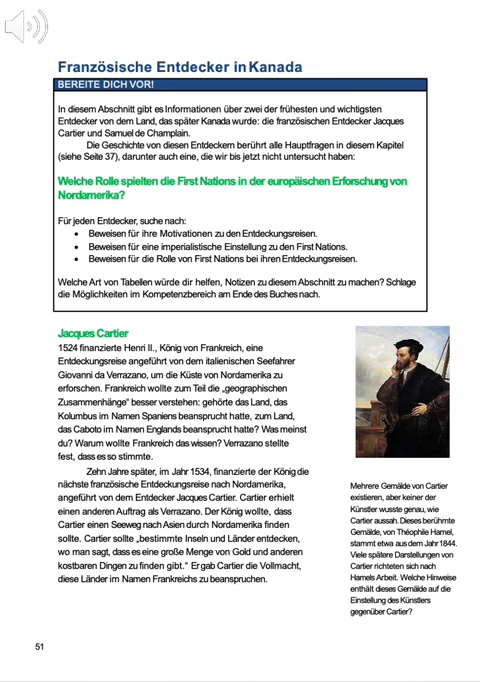 Französische Entdecker in Kanada
BEREITE DICH VOR!
In diesem Abschnitt gibt es Informationen über zwei der frühesten und wichtigsten
Entdecker von dem Land, das später Kanada wurde: die französischen Entdecker Jacques
Cartier und Samuel de Champlain.
Die Geschichte von diesen Entdeckern berührt alle Hauptfragen in diesem Kapitel
(siehe Seite 37), darunter auch eine, die wir bis jetzt nicht untersucht haben:
Welche Rolle spielten die First Nations in der europäischen Erforschung von
Nordamerika?
Für jeden Entdecker, suche nach:
• Beweisen für ihre Motivationen zu den Entdeckungsreisen.
• Beweisen für eine imperialistische Einstellung zu den First Nations.
• Beweisen für die Rolle von First Nations bei ihren Entdeckungsreisen.
Welche Art von Tabellen würde dir helfen, Notizen zu diesem Abschnitt zu machen? Schlage
die Möglichkeiten im Kompetenzbereich am Ende des Buches nach.
Jacques Cartier
1524 finanzierte Henri II., König von Frankreich, eine
Entdeckungsreise angeführt von dem italienischen Seefahrer
Giovanni da Verrazano, um die Küste von Nordamerika zu
erforschen. Frankreich wollte zum Teil die „geographischen
Zusammenhänge" besser verstehen: gehörte das Land, das
Kolumbus im Namen Spaniens beansprucht hatte, zum Land,
das Caboto im Namen Englands beansprucht hatte? Was meinst
du? Warum wollte Frankreich das wissen? Verrazano stellte
fest, dass es so stimmte.
Zehn Jahre später, im Jahr 1534, finanzierte der König die
nächste französische Entdeckungsreise nach Nordamerika,
angeführt von dem Entdecker Jacques Cartier. Cartier erhielt
einen anderen Auftrag als Verrazano. Der König wollte, dass
Cartier einen Seeweg nach Asien durch Nordamerika finden
sollte. Cartier sollte „bestimmte Inseln und Länder entdecken,
wo man sagt, dass es eine große Menge von Gold und anderen
kostbaren Dingen zu finden gibt." Er gab Cartier die Vollmacht,
diese Länder im Namen Frankreichs zu beanspruchen.
Mehrere Gemälde von Cartier
existieren, aber keiner der
Künstler wusste genau, wie
Cartier aussah. Dieses berühmte
Gemälde, von Théophile Hamel,
stammt etwa aus dem Jahr 1844.
Viele spätere Darstellungen von
Cartier richteten sich nach
Hamels Arbeit. Welche Hinweise
enthält dieses Gemälde auf die
Einstellung des Künstlers
gegenüber Cartier?
51